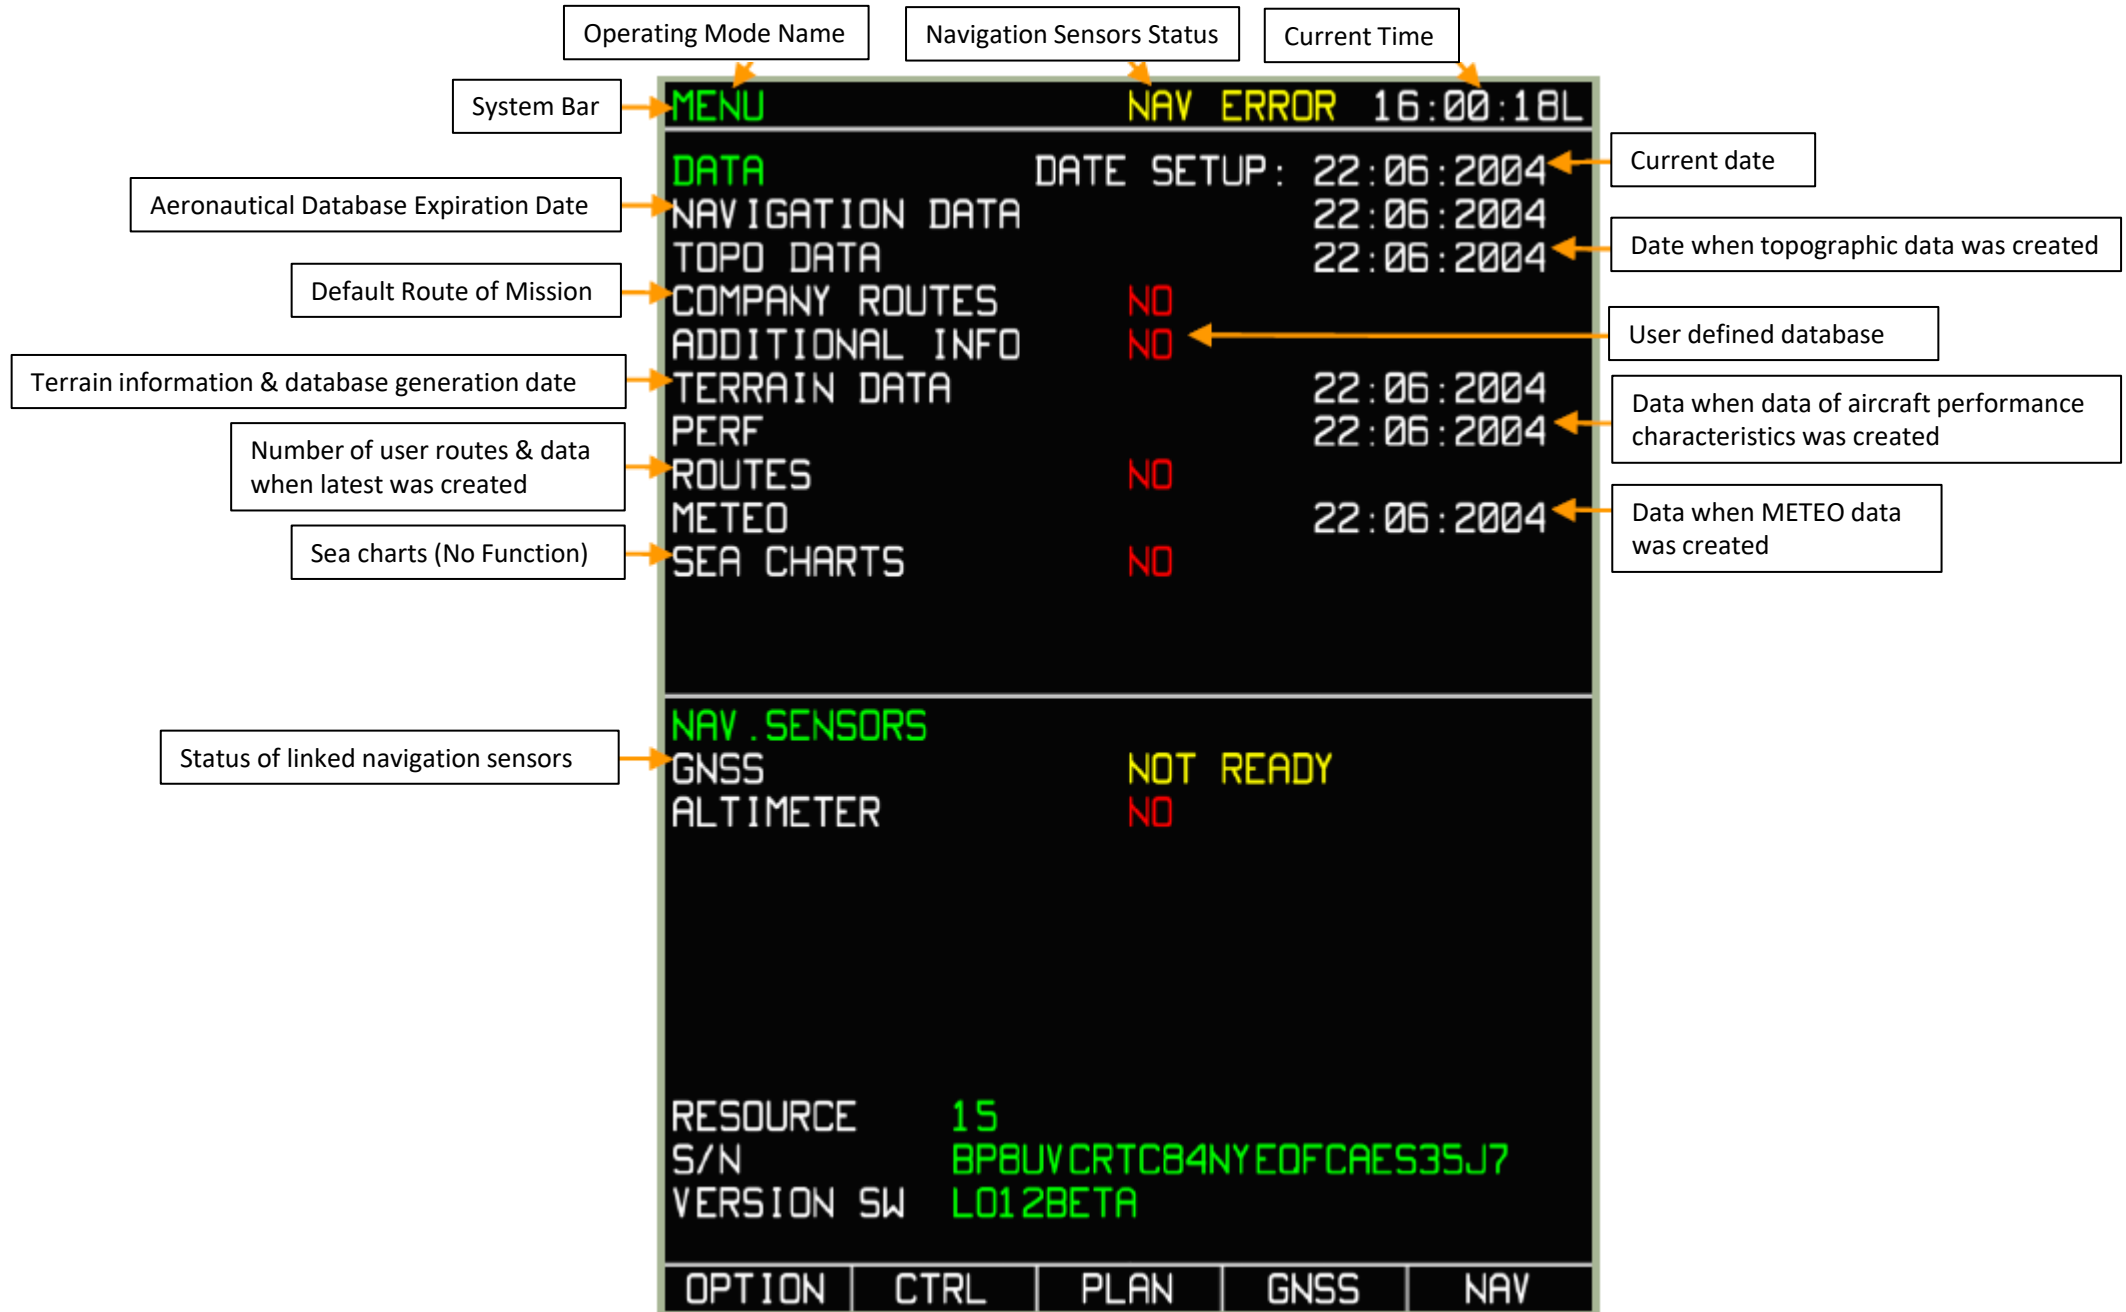 Operating Mode Name
Navigation Sensors Status
Current Time
System Bar
MENU NAV ERROR 16:00:18L
DATA DATE SETUP: 22:06:2004
Current date
Aeronautical Database Expiration Date
NAVIGATION DATA 22:06:2004
TOPO DATA 22:06:2004
Date when topographic data was created
Default Route of Mission
COMPANY ROUTES NO
ADDITIONAL INFO NO
User defined database
Terrain information & database generation date
TERRAIN DATA 22:06:2004
PERF 22:06:2004
Data when data of aircraft performance
characteristics was created
Number of user routes & data
when latest was created
ROUTES NO
METEO 22:06:2004
Data when METEO data
was created
Sea charts (No Function)
SEA CHARTS NO
NAV.SENSORS
Status of linked navigation sensors
GNSS NOT READY
ALTIMETER NO
RESOURCE 15
S/N BP8UVCRTC84NYEOFCAES35J7
VERSION SW L012BETA
OPTION CTRL PLAN GNSS NAV